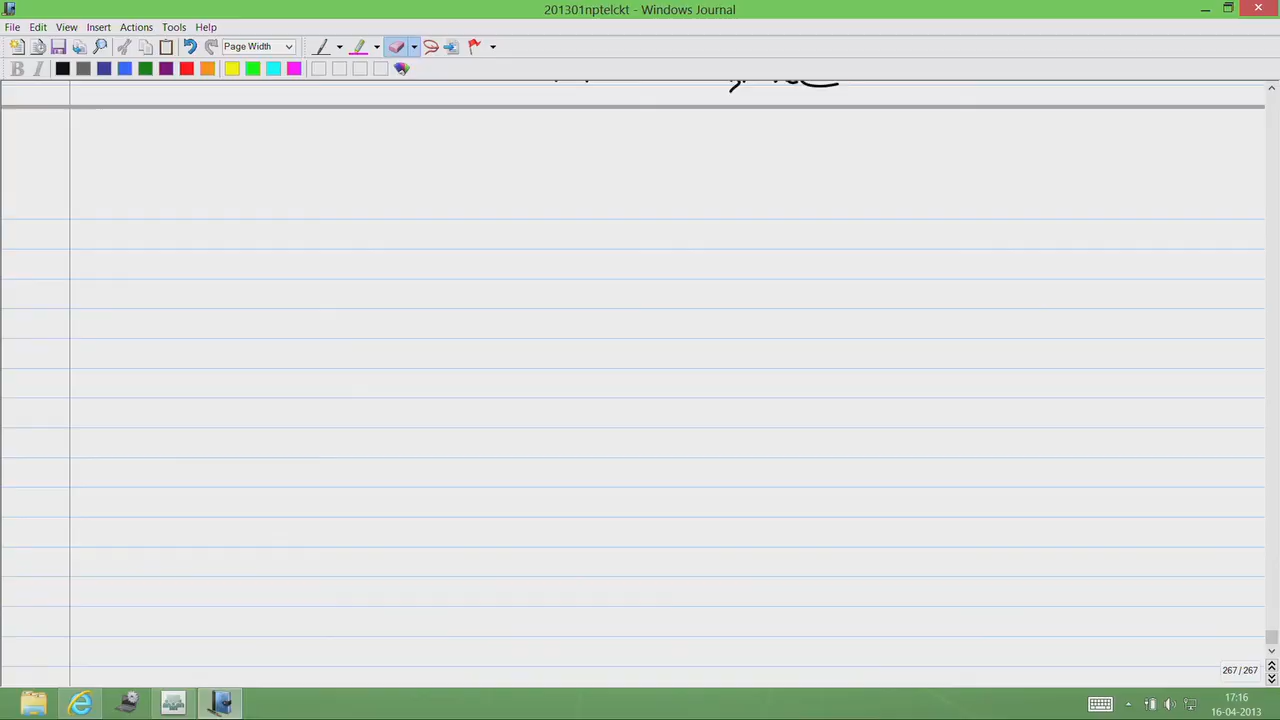 201301nptelckt - Windows Journal
File Edit View Insert Actions Tools Help
Page Width
B I
267 / 267
17:16
16-04-2013